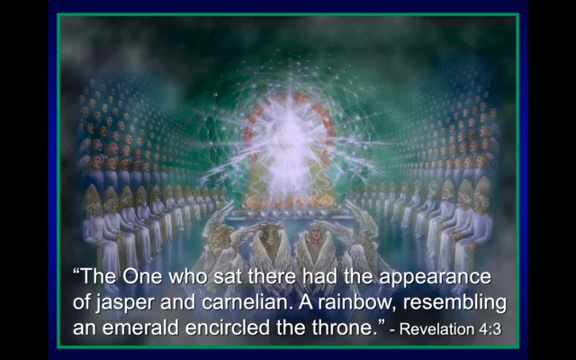 “The One who sat there had the appearance
of jasper and carnelian. A rainbow, resembling
an emerald encircled the throne.” - Revelation 4:3